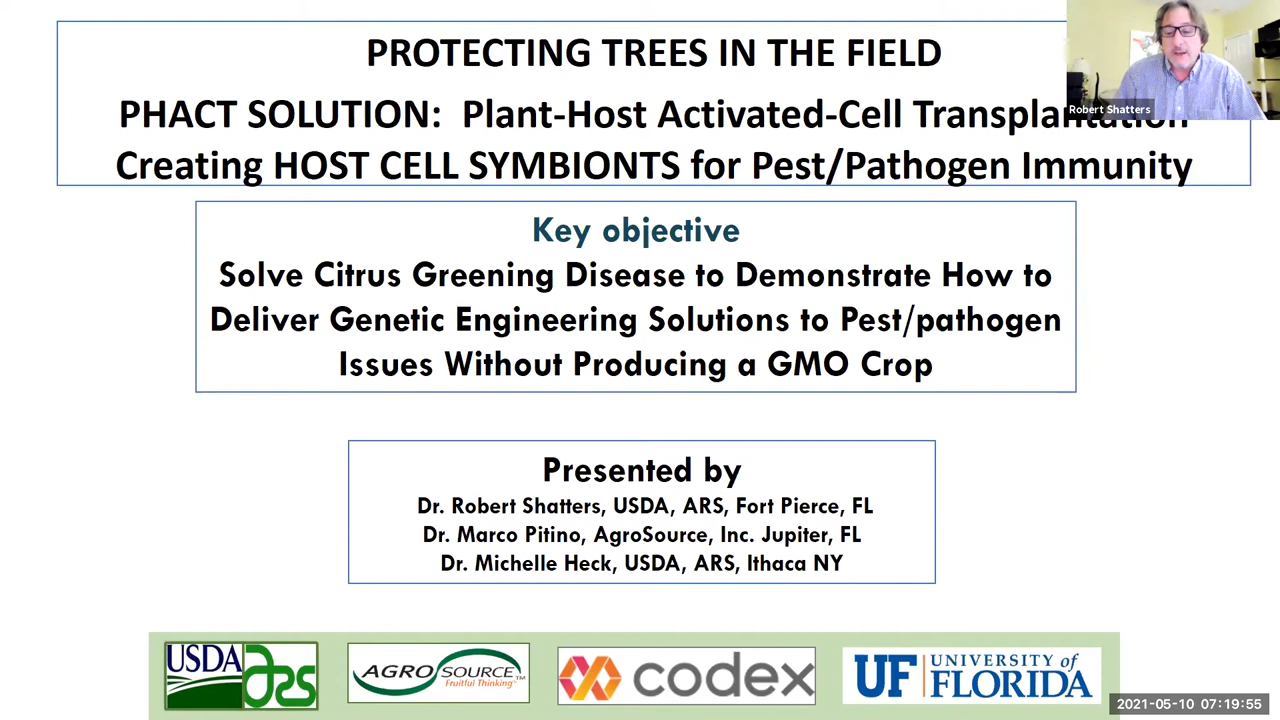 PROTECTING TREES IN THE FIELD
PHACT SOLUTION: Plant-Host Activated-Cell Transplantation
Creating HOST CELL SYMBIONTS for Pest/Pathogen Immunity
Robert Shatters
Key objective
Solve Citrus Greening Disease to Demonstrate How to
Deliver Genetic Engineering Solutions to Pest/pathogen
Issues Without Producing a GMO Crop
Presented by
Dr. Robert Shatters, USDA, ARS, Fort Pierce, FL
Dr. Marco Pitino, AgroSource, Inc. Jupiter, FL
Dr. Michelle Heck, USDA, ARS, Ithaca NY
USDA ars
AGROSOURCE
Fruitful Thinking™
codex
UF UNIVERSITY of
FLORIDA
2021-05-10 07:19:55